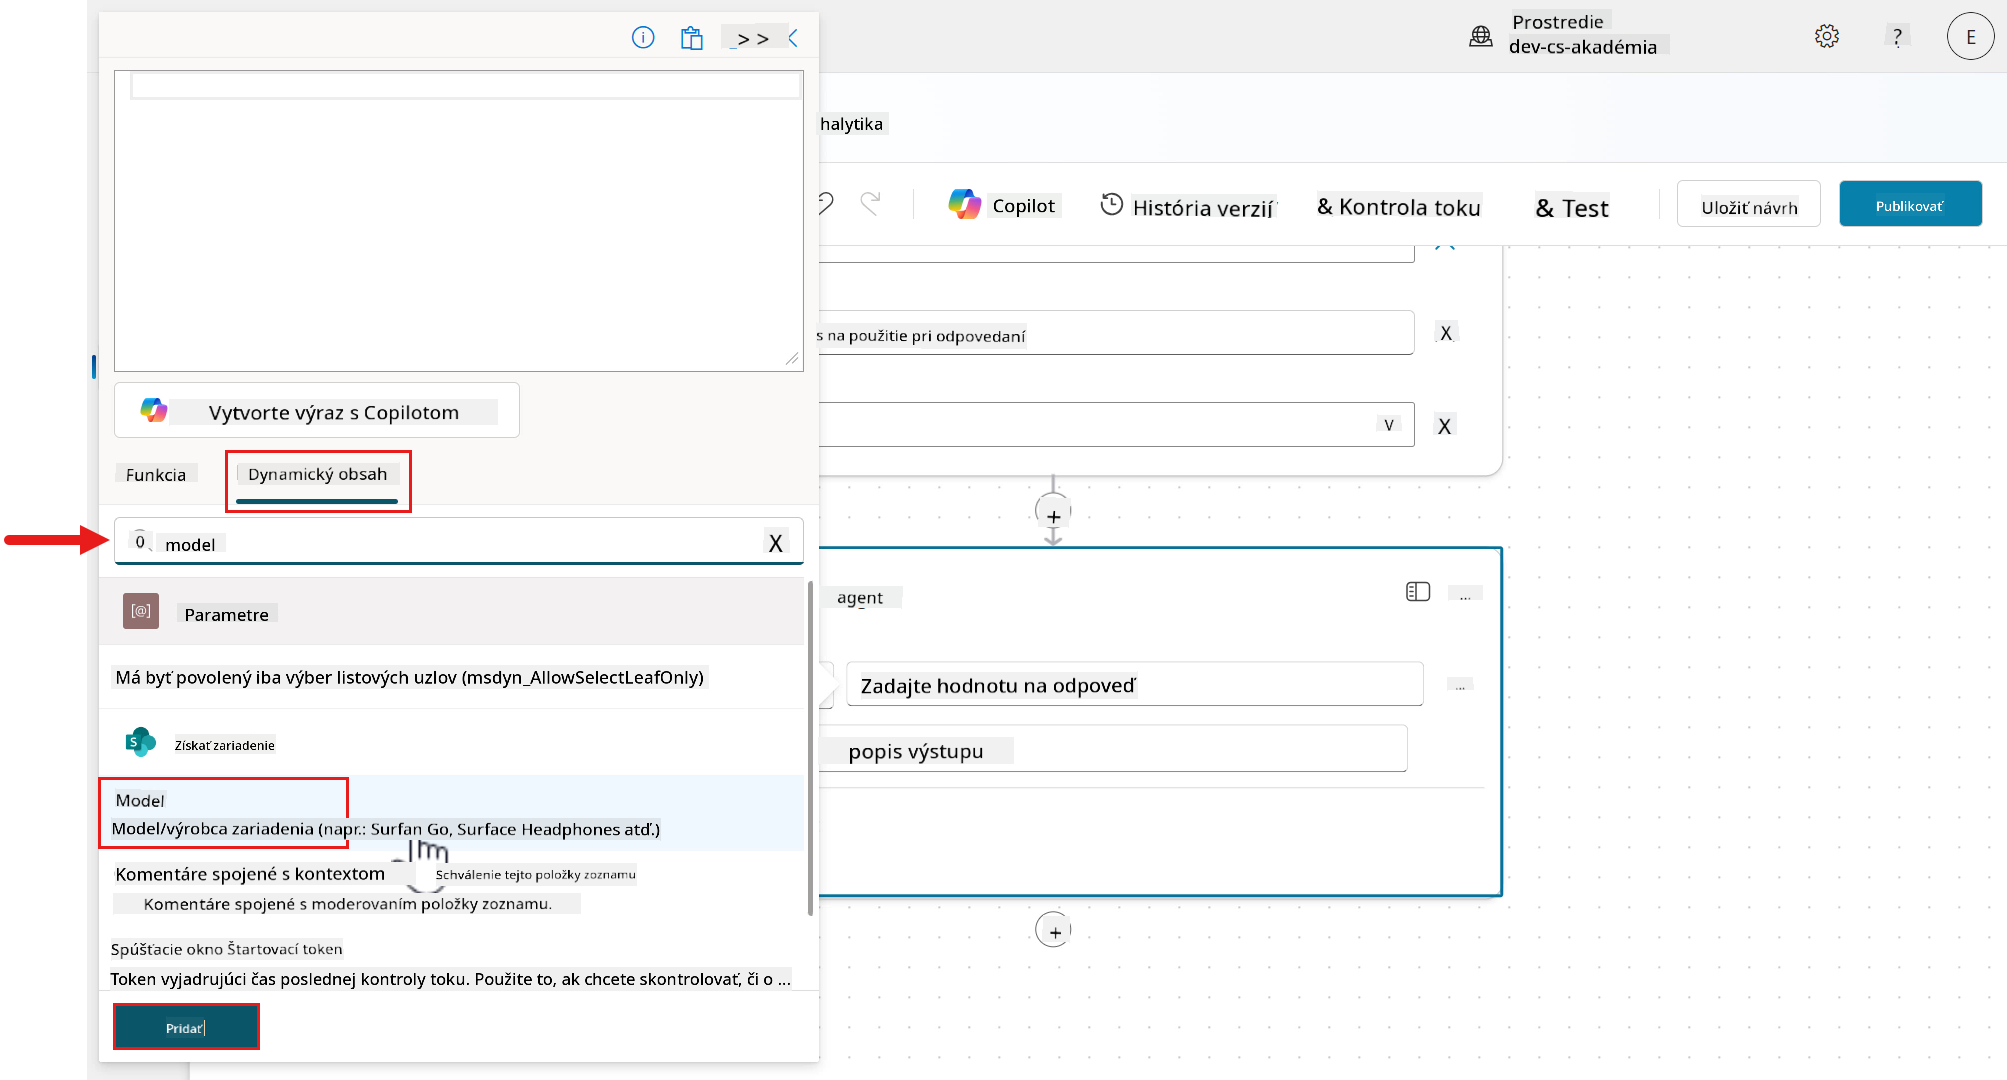 > >
Prostredie
dev-cs-akadémia
?
E
halytika
Copilot
História verzií
& Kontrola toku
& Test
Uložiť návrh
Publikovať
s na použitie pri odpovedaní
X
Vytvorte výraz s Copilotom
V
X
Funkcia
Dynamický obsah
+
model
X
[@]
Parametre
agent
...
Má byť povolený iba výber listových uzlov (msdyn_AllowSelectLeafOnly)
Zadajte hodnotu na odpoveď
...
S
Získať zariadenie
popis výstupu
Model
Model/výrobca zariadenia (napr.: Surfan Go, Surface Headphones atď.)
Komentáre spojené s kontextom
Schválenie tejto položky zoznamu
Komentáre spojené s moderovaním položky zoznamu.
+
Spúšťacie okno Štartovací token
Token vyjadrujúci čas poslednej kontroly toku. Použite to, ak chcete skontrolovať, či o ...
Pridať